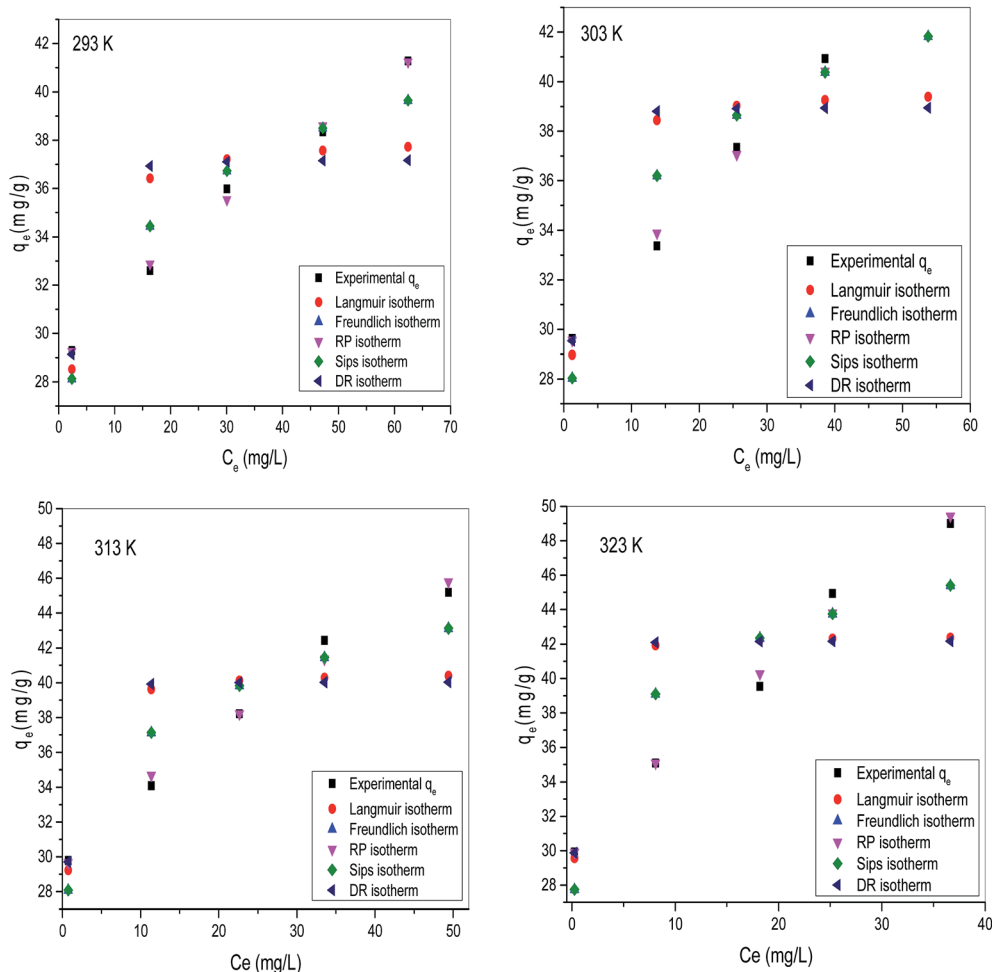 293 K
42
40
38
36
34
32
30
28
qe(mg/g)
Experimental qe
Langmuir isotherm
Freundlich isotherm
RP isotherm
Sips isotherm
DR isotherm
0 10 20 30 40 50 60 70
Ce (mg/L)
303 K
42
40
38
36
34
32
30
28
qe(mg/g)
Experimental qe
Langmuir isotherm
Freundlich isotherm
RP isotherm
Sips isotherm
DR isotherm
0 10 20 30 40 50 60
Ce (mg/L)
313 K
50
48
46
44
42
40
38
36
34
32
30
28
qe(mg/g)
Experimental qe
Langmuir isotherm
Freundlich isotherm
RP isotherm
Sips isotherm
DR isotherm
0 10 20 30 40 50
Ce (mg/L)
323 K
50
48
46
44
42
40
38
36
34
32
30
28
qe(mg/g)
Experimental qe
Langmuir isotherm
Freundlich isotherm
RP isotherm
Sips isotherm
DR isotherm
0 10 20 30 40
Ce (mg/L)